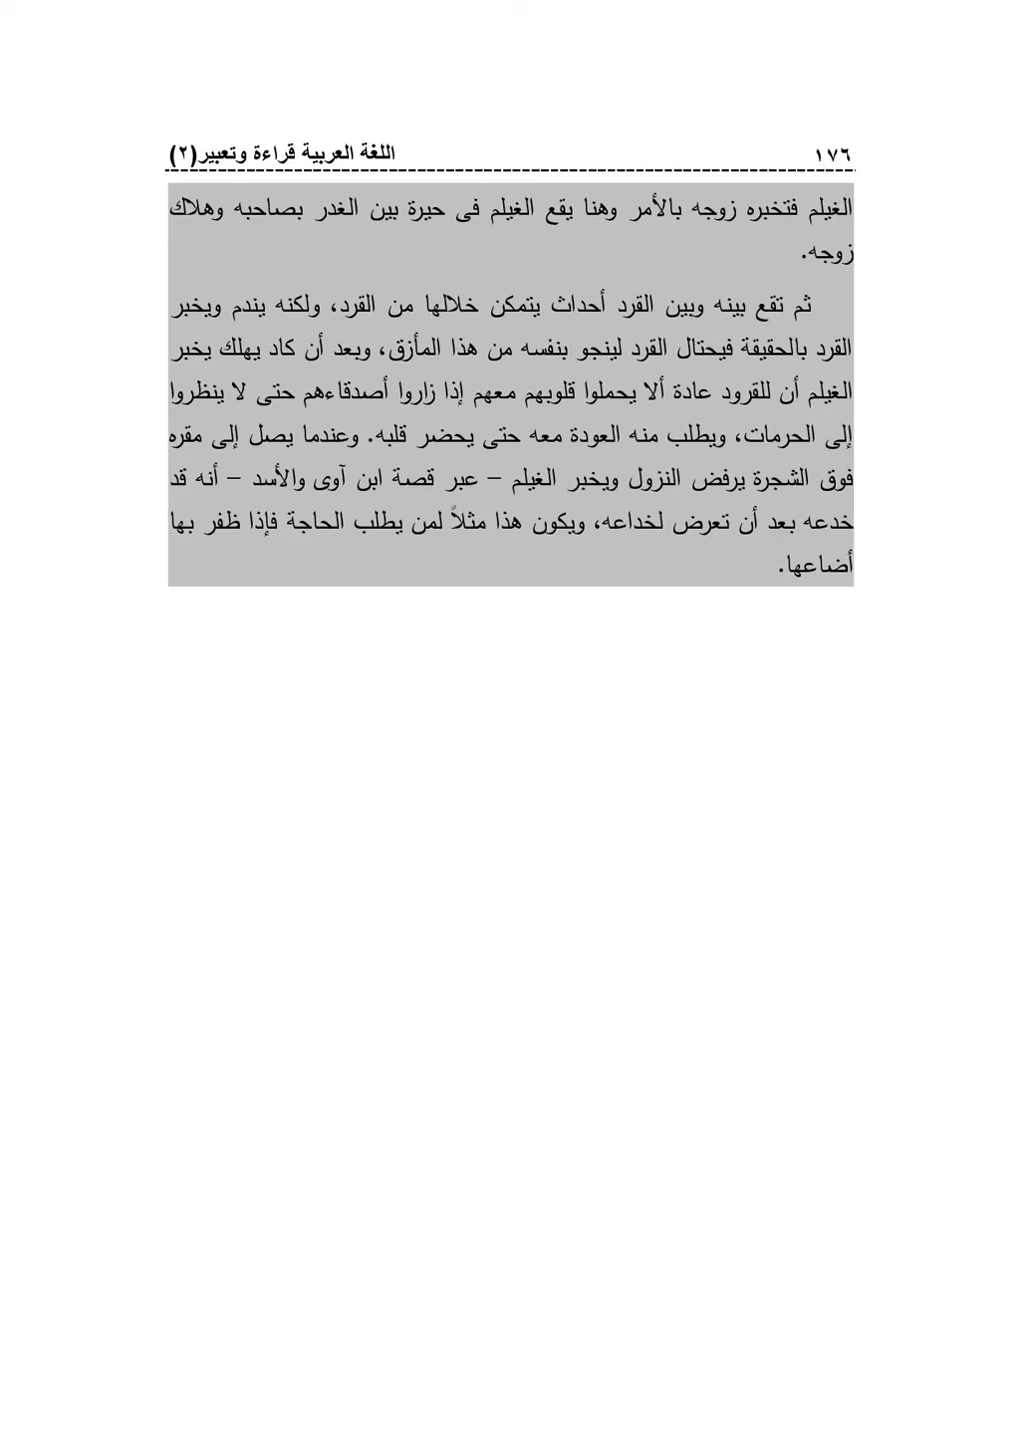 ١٧٦ اللغة العربية قراءة وتعبير(٢)
الغيلم فتخبره زوجه بالأمر وهنا يقع الغيلم فى حيرة بين الغدر بصاحبه وهلاك
زوجه.
ثم تقع بينه وبين القرد أحداث يتمكن خلالها من القرد، ولكنه يندم ويخبر
القرد بالحقيقة فيحتال القرد لينجو بنفسه من هذا المأزق، وبعد أن كاد يهلك يخبر
الغيلم أن للقرود عادة ألا يحملوا قلوبهم معهم إذا زاروا أصدقاءهم حتى لا ينظروا
إلى الحرمات، ويطلب منه العودة معه حتى يحضر قلبه. وعندما يصل إلى مقره
فوق الشجرة يرفض النزول ويخبر الغيلم – عبر قصة ابن آوى والأسد – أنه قد
خدعه بعد أن تعرض لخداعه، ويكون هذا مثلاً لمن يطلب الحاجة فإذا ظفر بها
أضاعها.